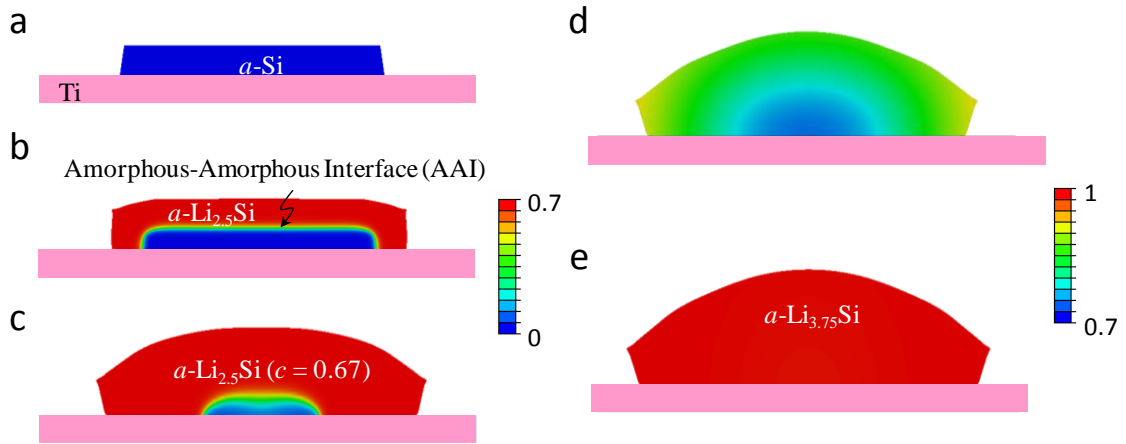 a
a-Si
Ti
b
Amorphous-Amorphous Interface (AAI)
a-Li2.5Si
0.7
0
c
a-Li2.5Si (c = 0.67)
d
1
0.7
e
a-Li3.75Si